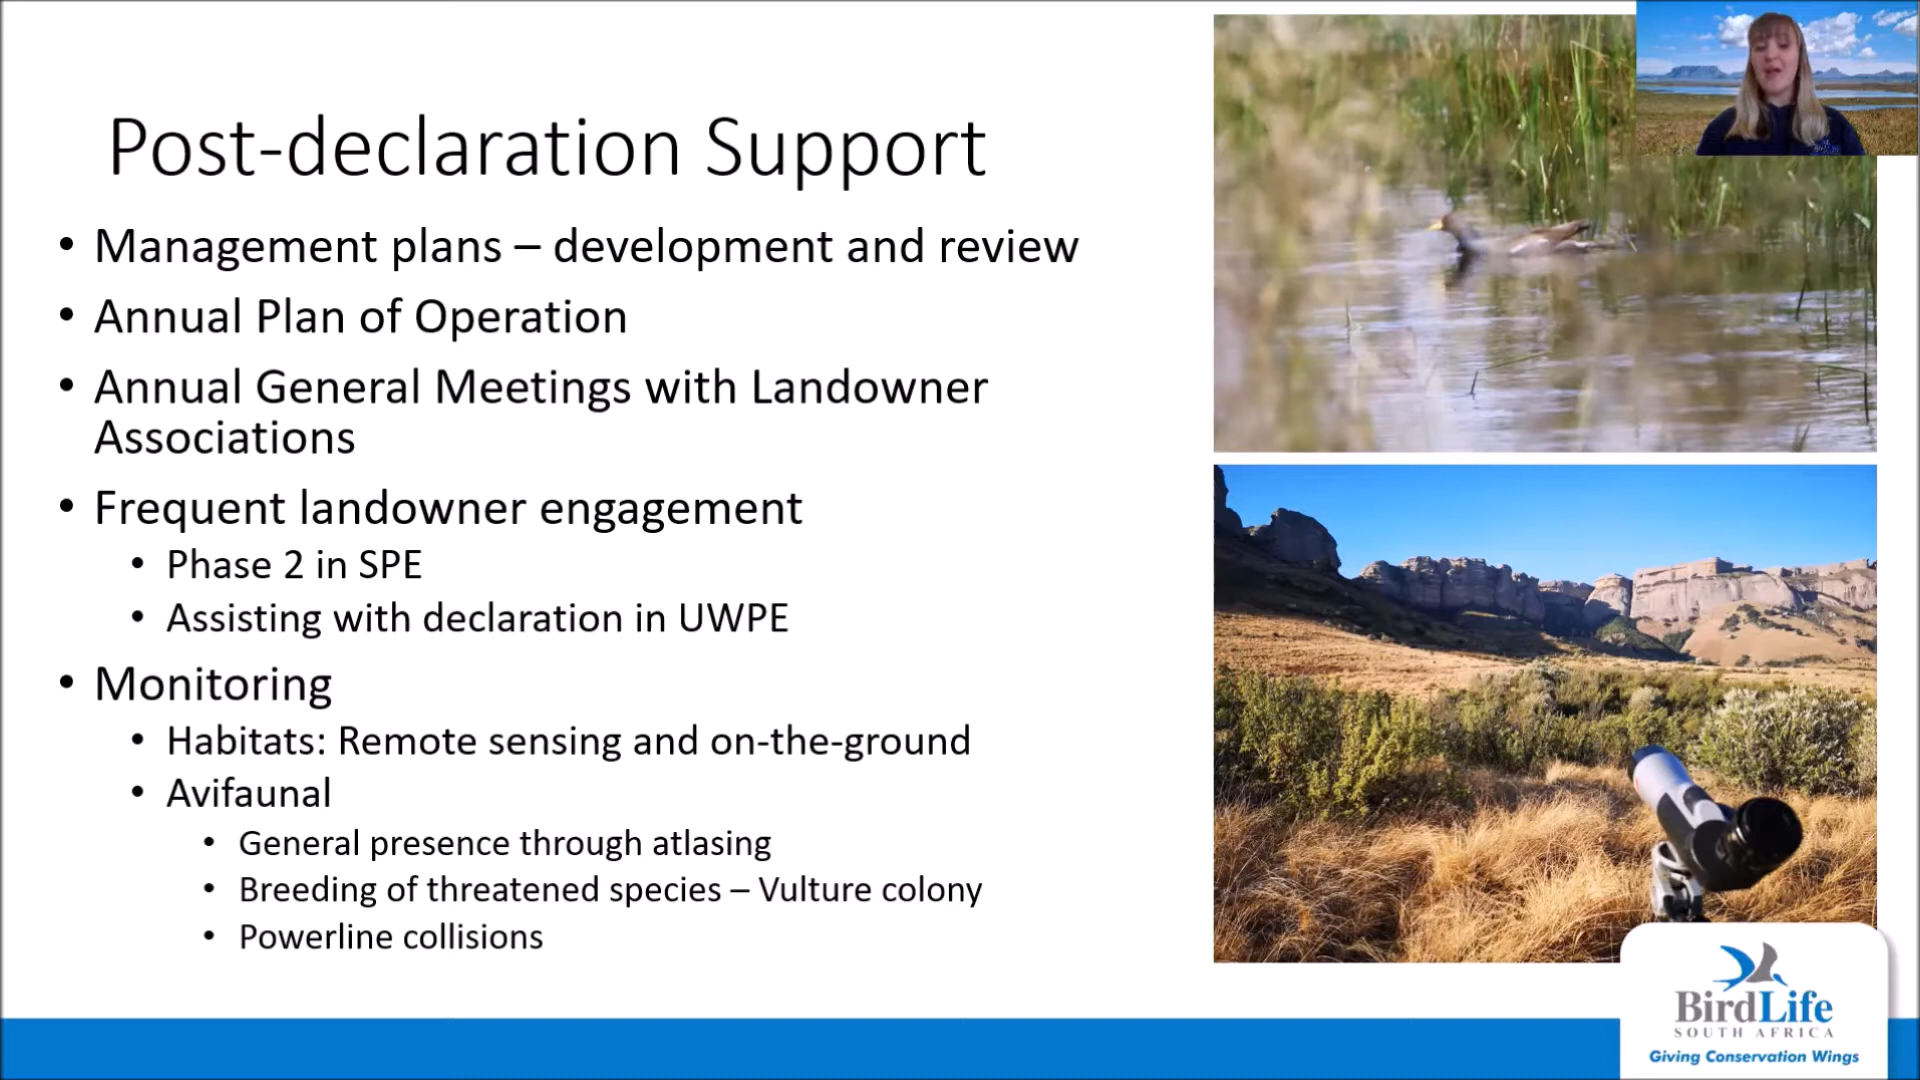 Post-declaration Support
• Management plans – development and review
• Annual Plan of Operation
• Annual General Meetings with Landowner
Associations
• Frequent landowner engagement
• Phase 2 in SPE
• Assisting with declaration in UWPE
• Monitoring
• Habitats: Remote sensing and on-the-ground
• Avifaunal
• General presence through atlasing
• Breeding of threatened species – Vulture colony
• Powerline collisions
BirdLife
SOUTH AFRICA
Giving Conservation Wings